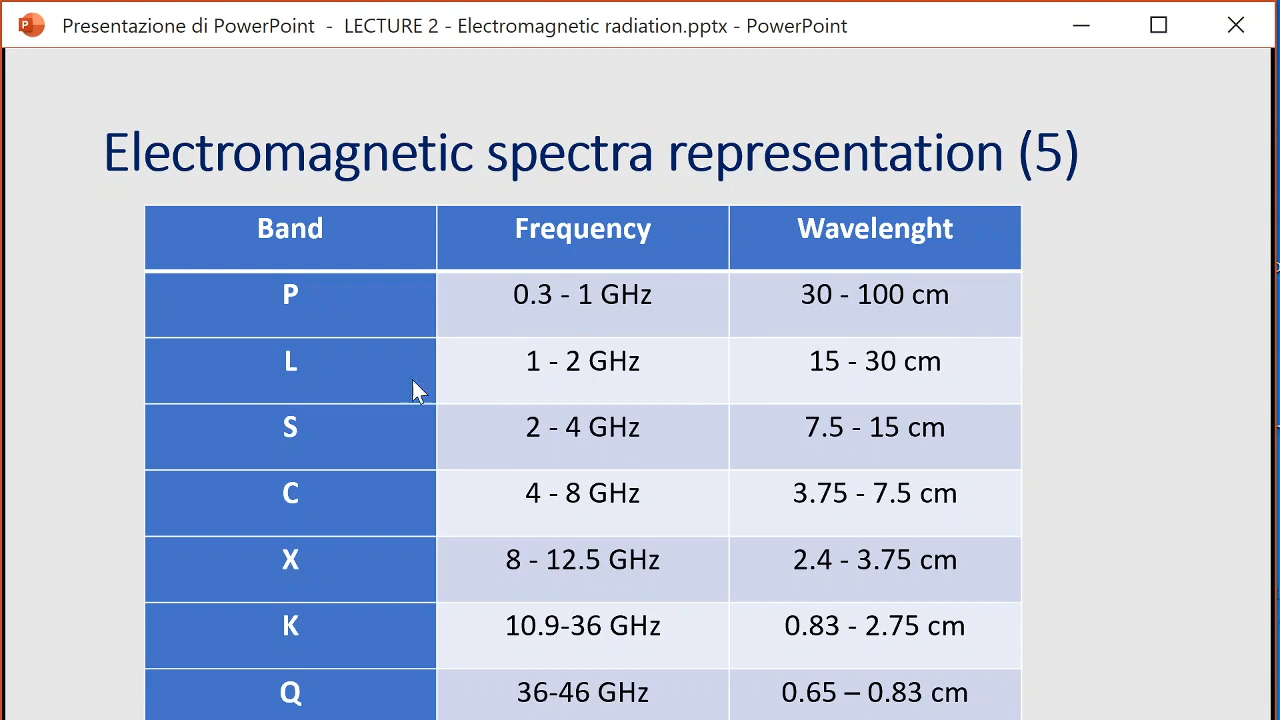 Presentazione di PowerPoint - LECTURE 2 - Electromagnetic radiation.pptx - PowerPoint
Electromagnetic spectra representation (5)
Band Frequency Wavelenght
P 0.3 - 1 GHz 30 - 100 cm
L 1 - 2 GHz 15 - 30 cm
S 2 - 4 GHz 7.5 - 15 cm
C 4 - 8 GHz 3.75 - 7.5 cm
X 8 - 12.5 GHz 2.4 - 3.75 cm
K 10.9-36 GHz 0.83 - 2.75 cm
Q 36-46 GHz 0.65 – 0.83 cm